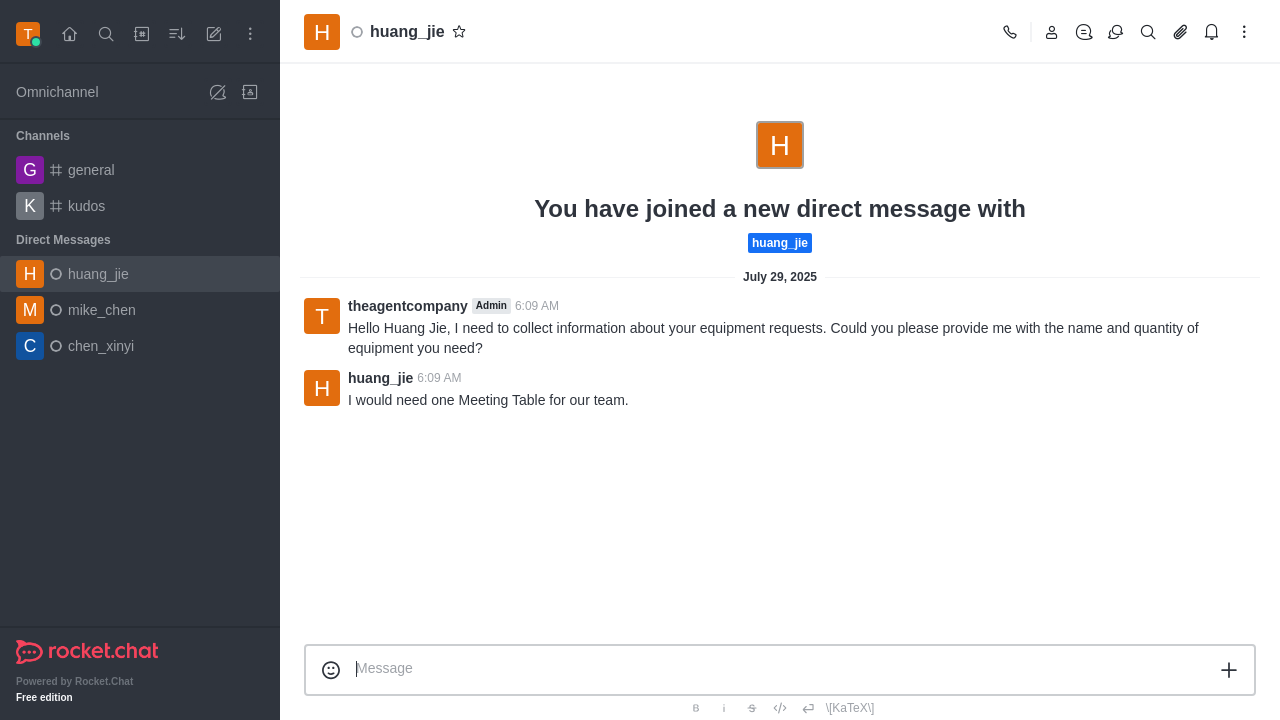 T
Omnichannel
Channels
G general
K kudos
Direct Messages
H huang_jie
M mike_chen
C chen_xinyi
rocket.chat
Powered by Rocket.Chat
Free edition
H huang_jie
H
You have joined a new direct message with
huang_jie
July 29, 2025
T
theagentcompany Admin 6:09 AM
Hello Huang Jie, I need to collect information about your equipment requests. Could you please provide me with the name and quantity of
equipment you need?
H
huang_jie 6:09 AM
I would need one Meeting Table for our team.
Message
B i S </> \[KaTeX\]